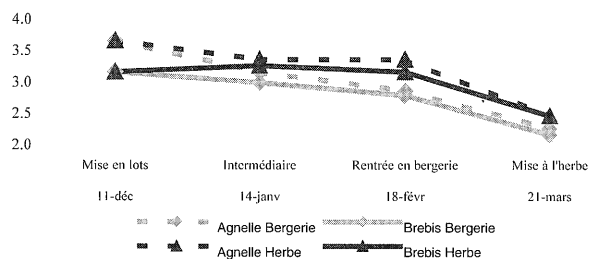 4.0
3.5
3.0
2.5
2.0
Mise en lots Intermédiaire Rentrée en bergerie Mise à l'herbe
11-déc 14-janv 18-févr 21-mars
Agnelle Bergerie Brebis Bergerie
Agnelle Herbe Brebis Herbe